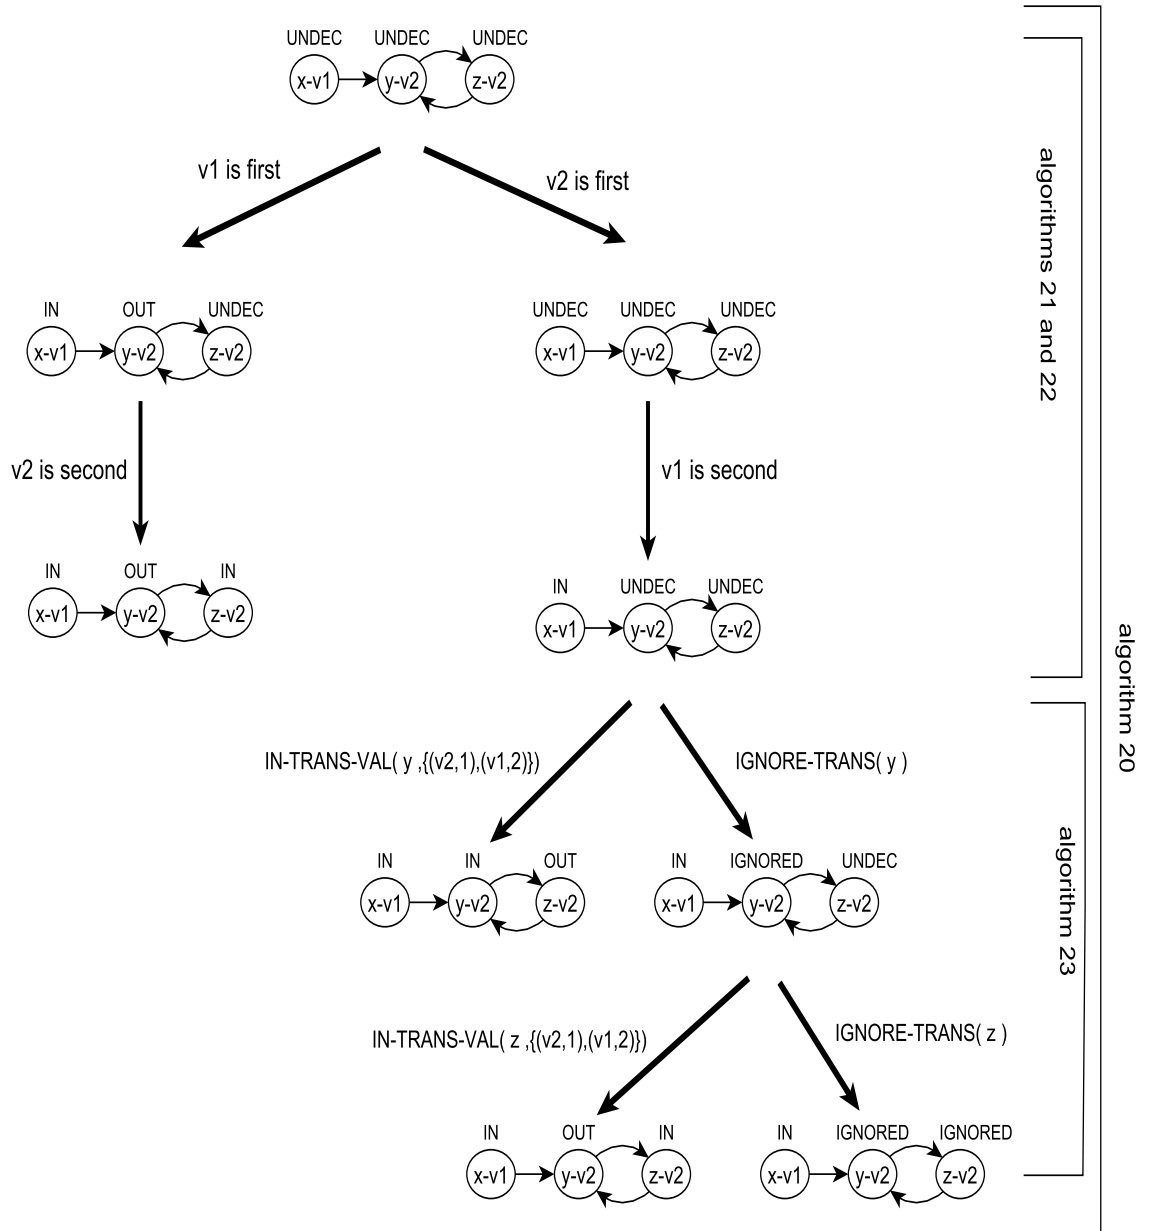 UNDEC UNDEC UNDEC
x-v1 y-v2 z-v2
v1 is first
v2 is first
IN OUT UNDEC
x-v1 y-v2 z-v2
UNDEC UNDEC UNDEC
x-v1 y-v2 z-v2
v2 is second
v1 is second
IN OUT IN
x-v1 y-v2 z-v2
IN UNDEC UNDEC
x-v1 y-v2 z-v2
IN-TRANS-VAL( y ,{(v2,1),(v1,2)})
IGNORE-TRANS( y )
IN IN OUT
x-v1 y-v2 z-v2
IN IGNORED UNDEC
x-v1 y-v2 z-v2
IN-TRANS-VAL( z ,{(v2,1),(v1,2)})
IGNORE-TRANS( z )
IN OUT IN
x-v1 y-v2 z-v2
IN IGNORED IGNORED
x-v1 y-v2 z-v2
algorithms 21 and 22
algorithm 23
algorithm 20